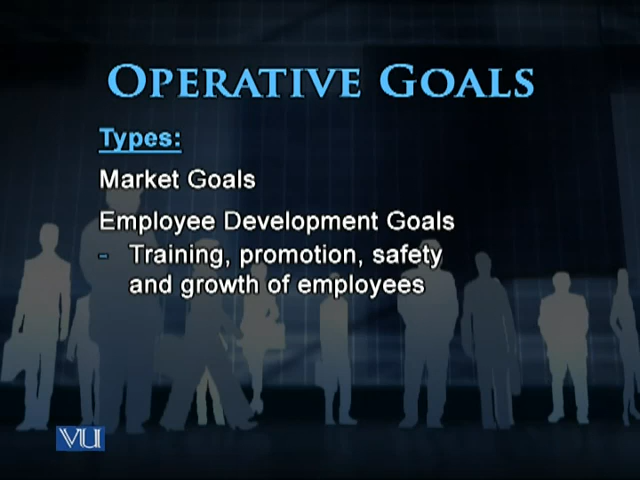 OPERATIVE GOALS
Types:
Market Goals
Employee Development Goals
- Training, promotion, safety
and growth of employees
VU